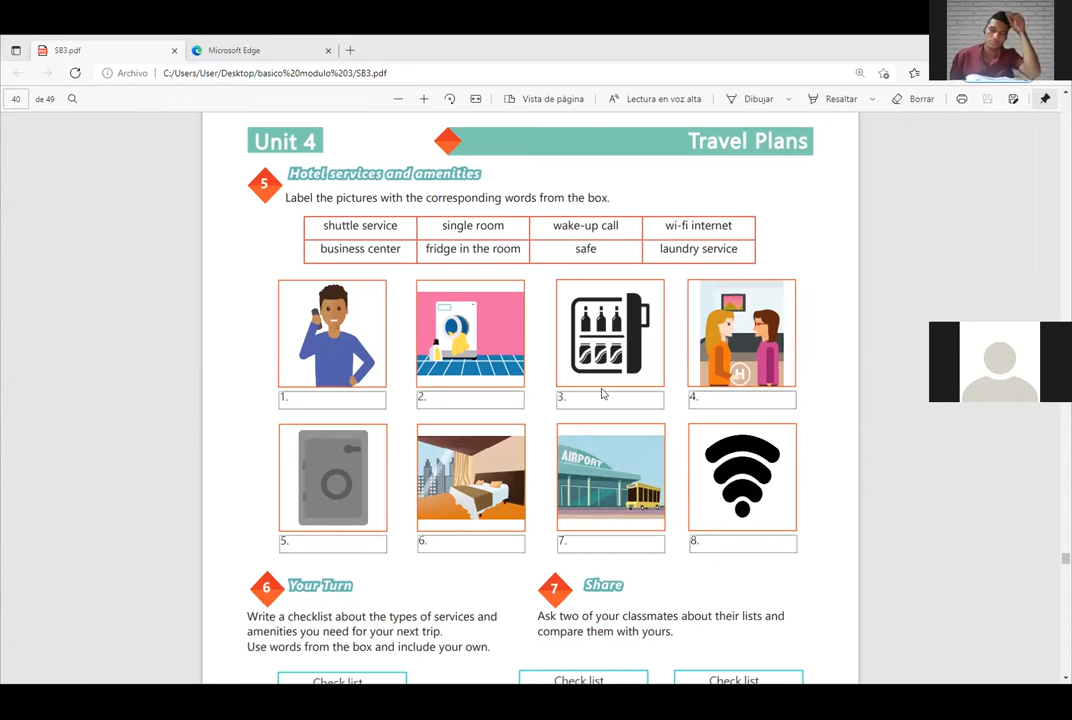 SB3.pdf
Microsoft Edge
Archivo
C:/Users/User/Desktop/basico%20modulo%203/SB3.pdf
40
de 49
Vista de página
Lectura en voz alta
Dibujar
Resaltar
Borrar
Unit 4
Travel Plans
5
Hotel services and amenities
Label the pictures with the corresponding words from the box.
shuttle service
single room
wake-up call
wi-fi internet
business center
fridge in the room
safe
laundry service
H
1.
2.
3.
4.
AIRPORT
5.
6.
7.
8.
6
Your Turn
Write a checklist about the types of services and
amenities you need for your next trip.
Use words from the box and include your own.
7
Share
Ask two of your classmates about their lists and
compare them with yours.
Check list
Check list
Check list